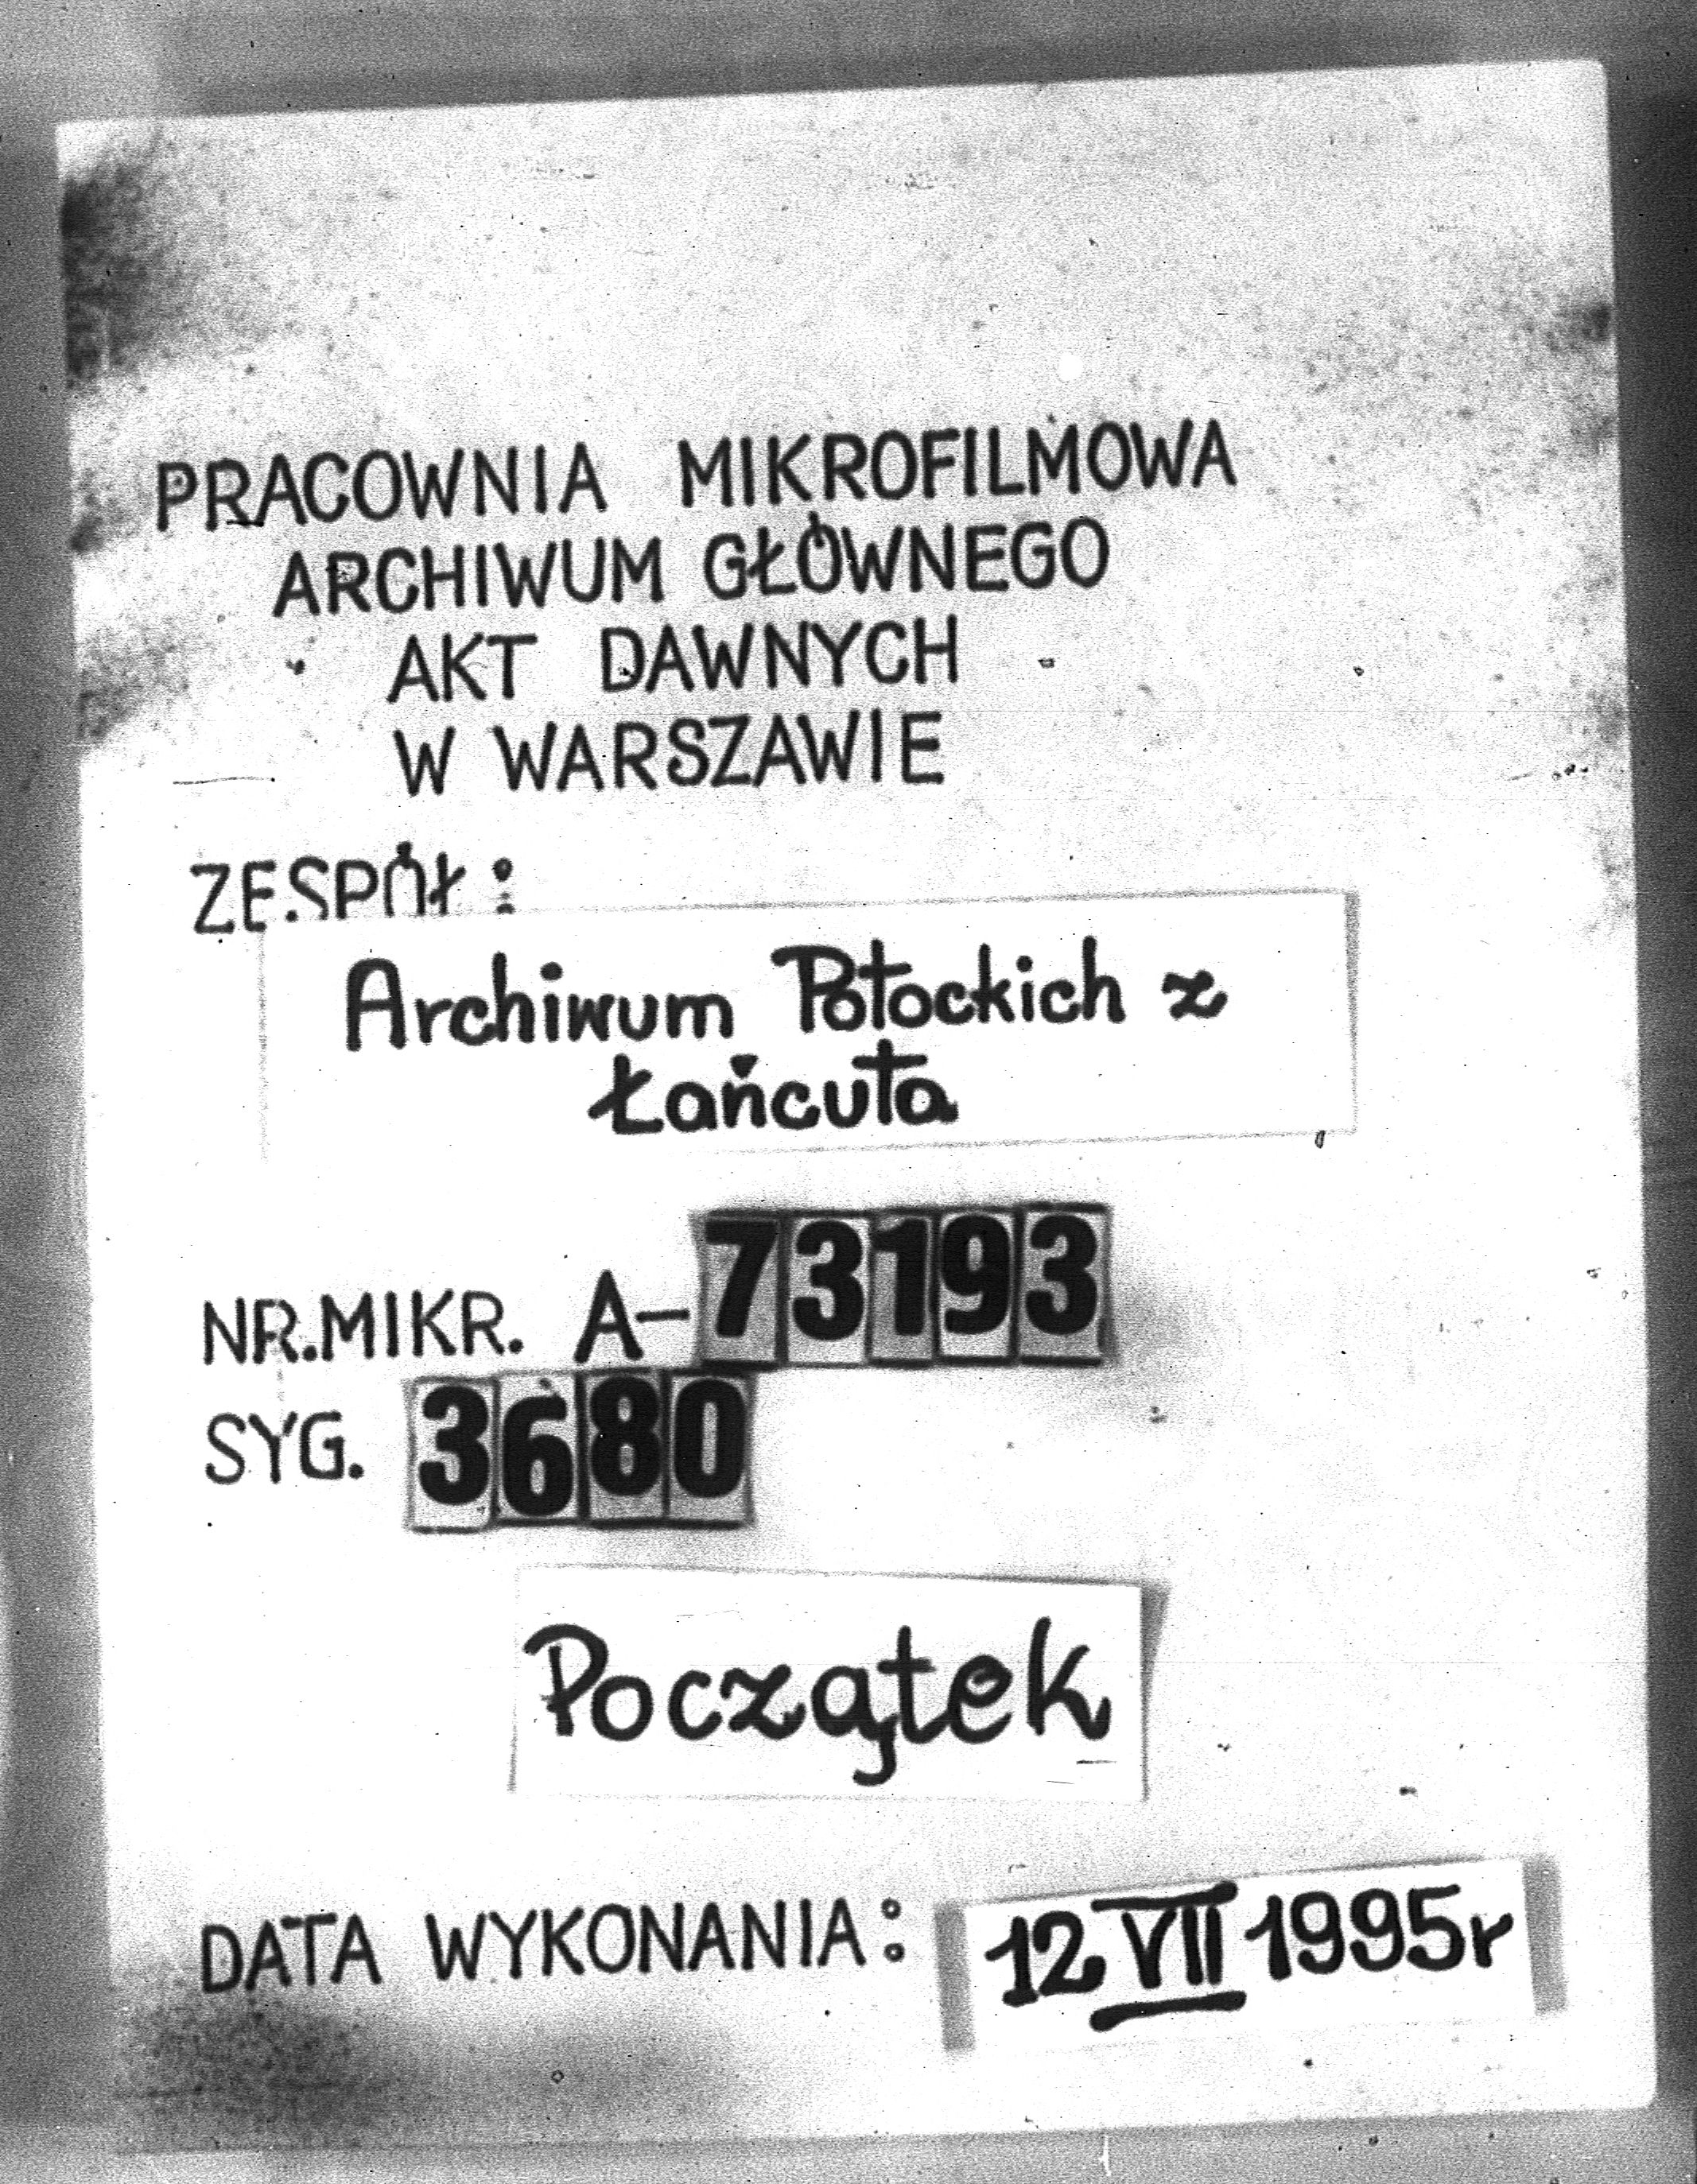 PRACOWNIA MIKROFILMOWA
ARCHIWUM GŁÓWNEGO
AKT DAWNYCH
W WARSZAWIE
ZESPÓŁ:
Archiwum Potockich z
Łańcuta
NR.MIKR. A-73193
SYG. 3680
Początek
DATA WYKONANIA: 12 VII 1995r